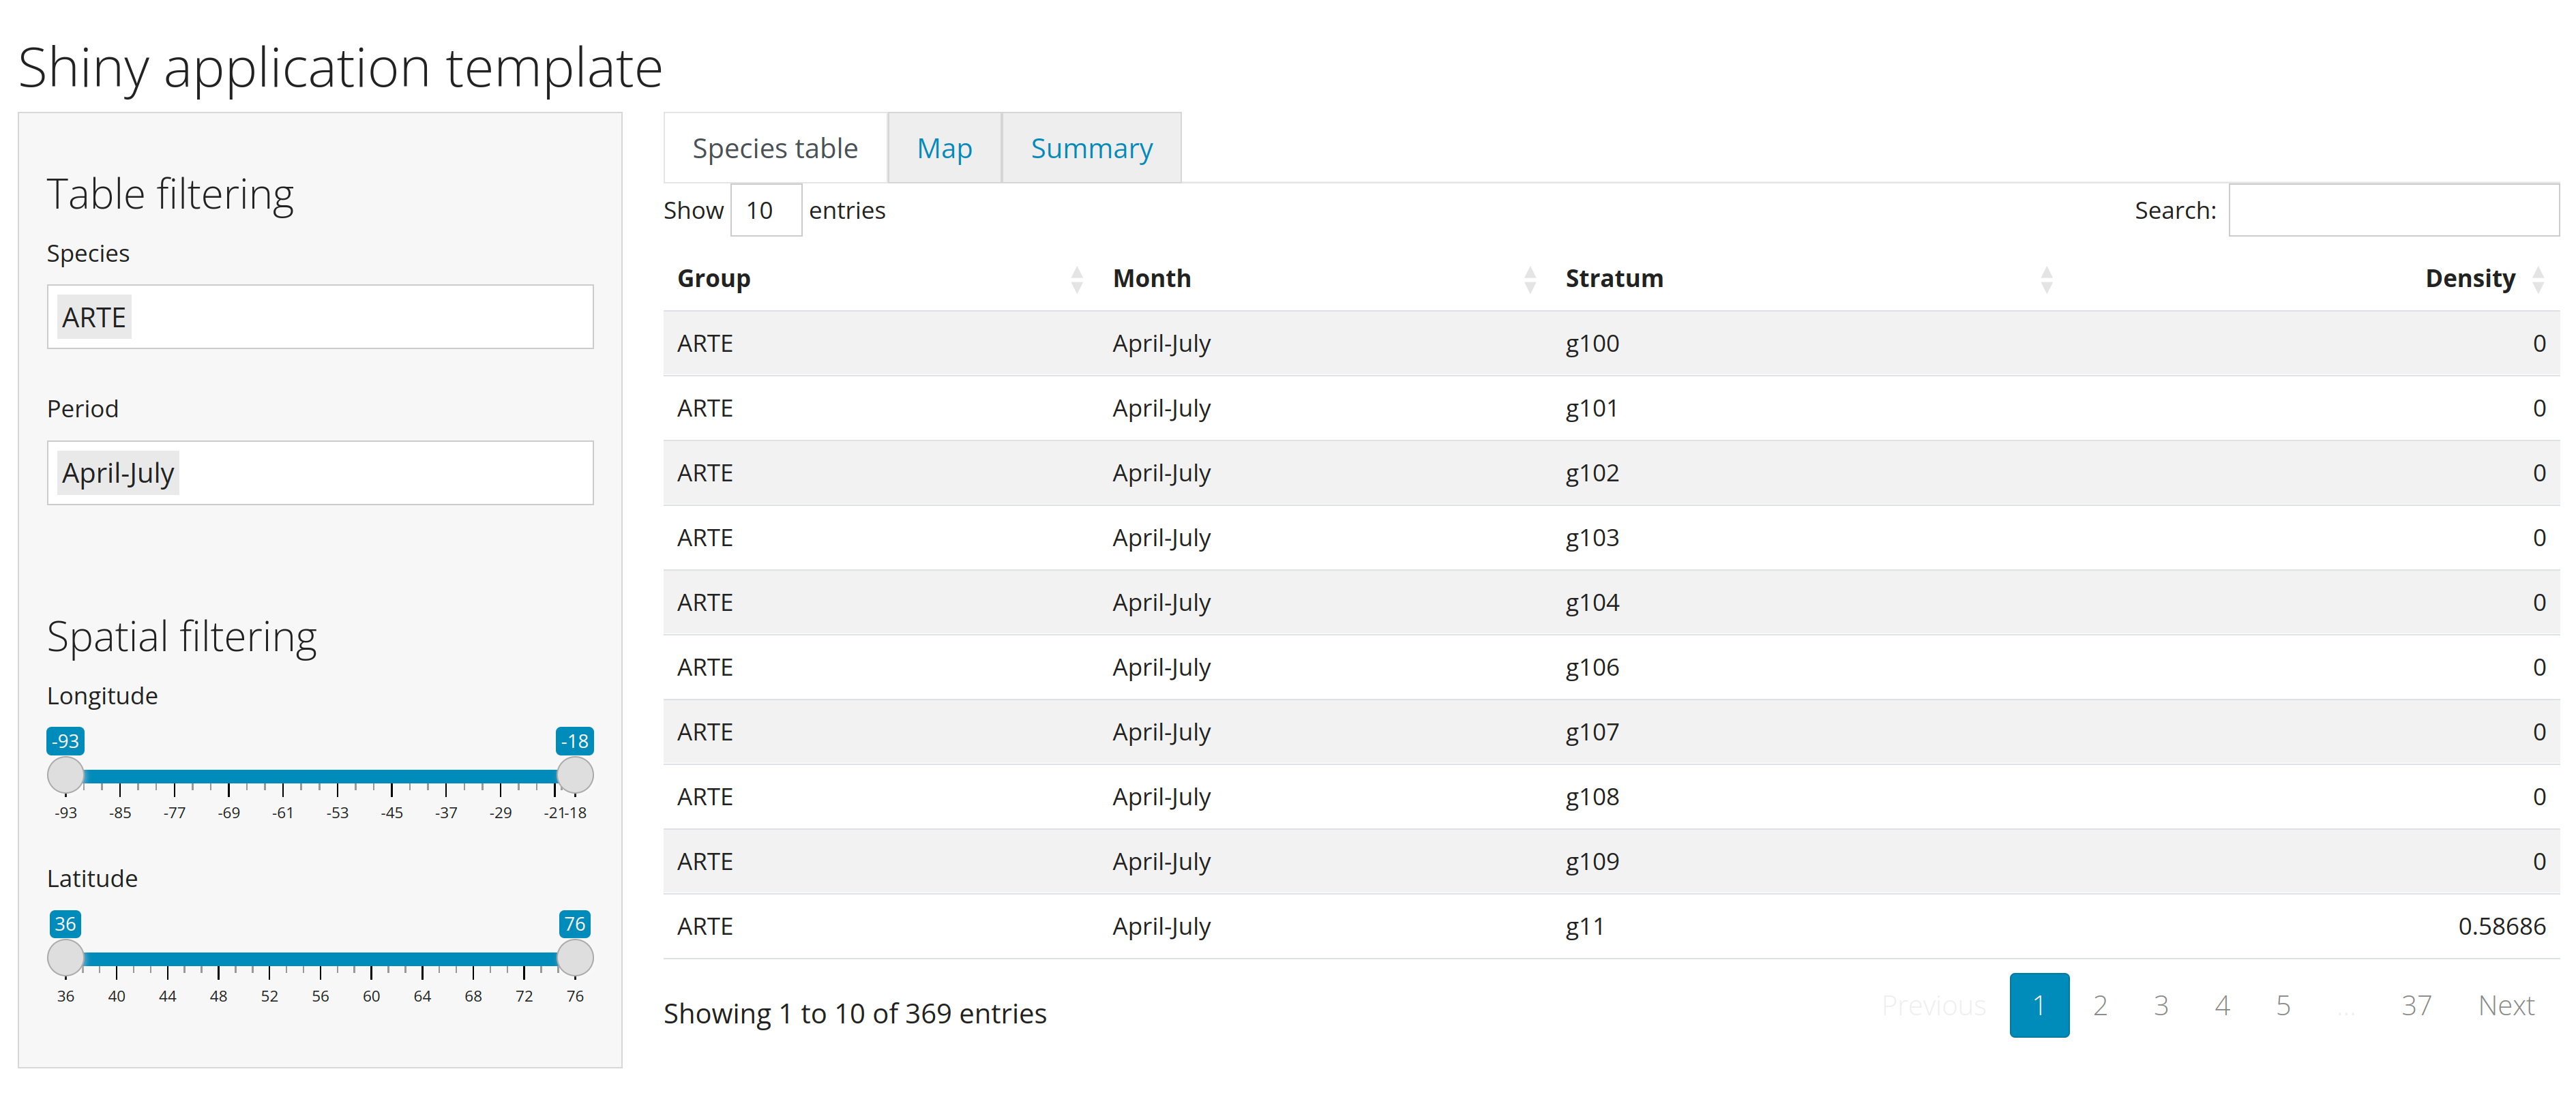 Shiny application template
Table filtering
Species
ARTE
Period
April-July
Spatial filtering
Longitude
-93 -18
-93 -85 -77 -69 -61 -53 -45 -37 -29 -21 -18
Latitude
36 76
36 40 44 48 52 56 60 64 68 72 76
Species table Map Summary
Show 10 entries Search:
Group Month Stratum Density
ARTE April-July g100 0
ARTE April-July g101 0
ARTE April-July g102 0
ARTE April-July g103 0
ARTE April-July g104 0
ARTE April-July g106 0
ARTE April-July g107 0
ARTE April-July g108 0
ARTE April-July g109 0
ARTE April-July g11 0.58686
Showing 1 to 10 of 369 entries
Previous 1 2 3 4 5 ... 37 Next